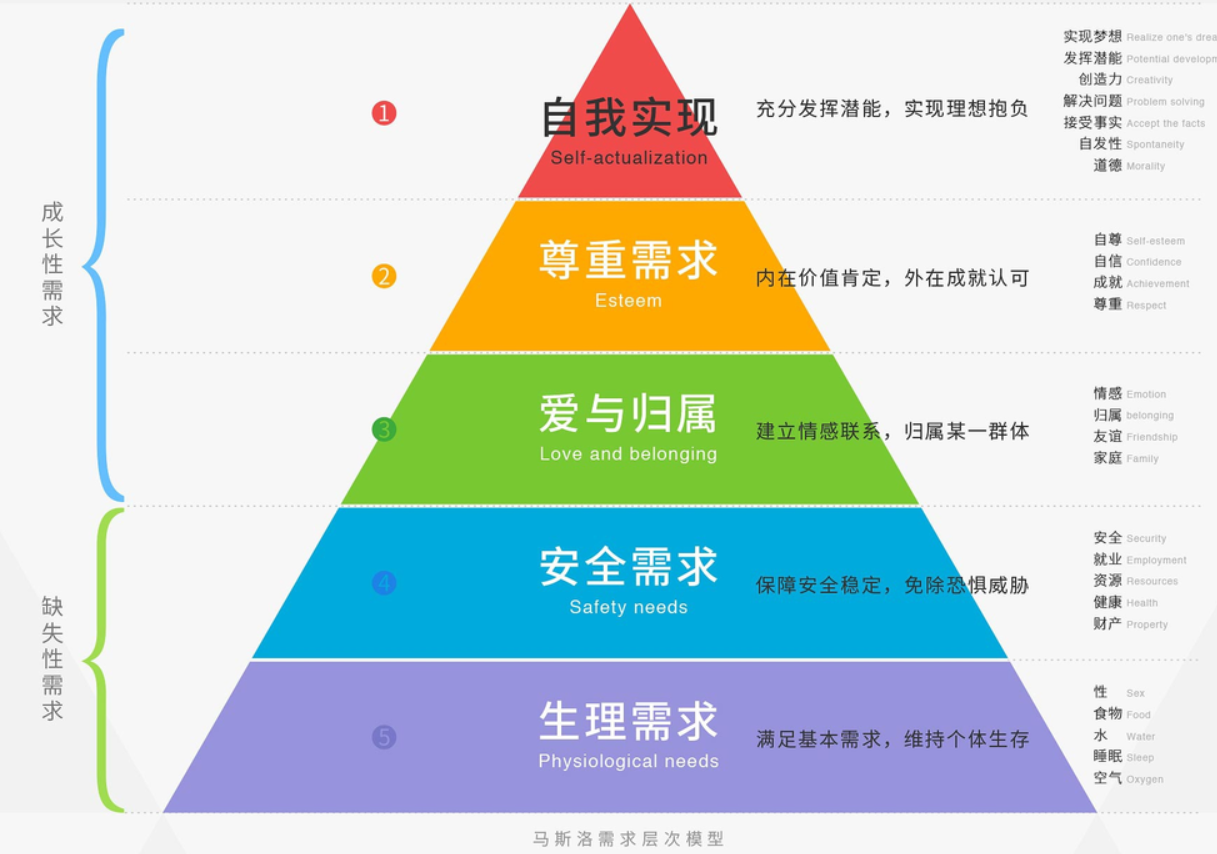 成长性需求
1
自我实现
Self-actualization
充分发挥潜能，实现理想抱负
实现梦想 Realize one's drea
发挥潜能 Potential developm
创造力 Creativity
解决问题 Problem solving
接受事实 Accept the facts
自发性 Spontaneity
道德 Morality
2
尊重需求
Esteem
内在价值肯定，外在成就认可
自尊 Self-esteem
自信 Confidence
成就 Achievement
尊重 Respect
3
爱与归属
Love and belonging
建立情感联系，归属某一群体
情感 Emotion
归属 belonging
友谊 Friendship
家庭 Family
缺失性需求
4
安全需求
Safety needs
保障安全稳定，免除恐惧威胁
安全 Security
就业 Employment
资源 Resources
健康 Health
财产 Property
5
生理需求
Physiological needs
满足基本需求，维持个体生存
性 Sex
食物 Food
水 Water
睡眠 Sleep
空气 Oxygen
马斯洛需求层次模型